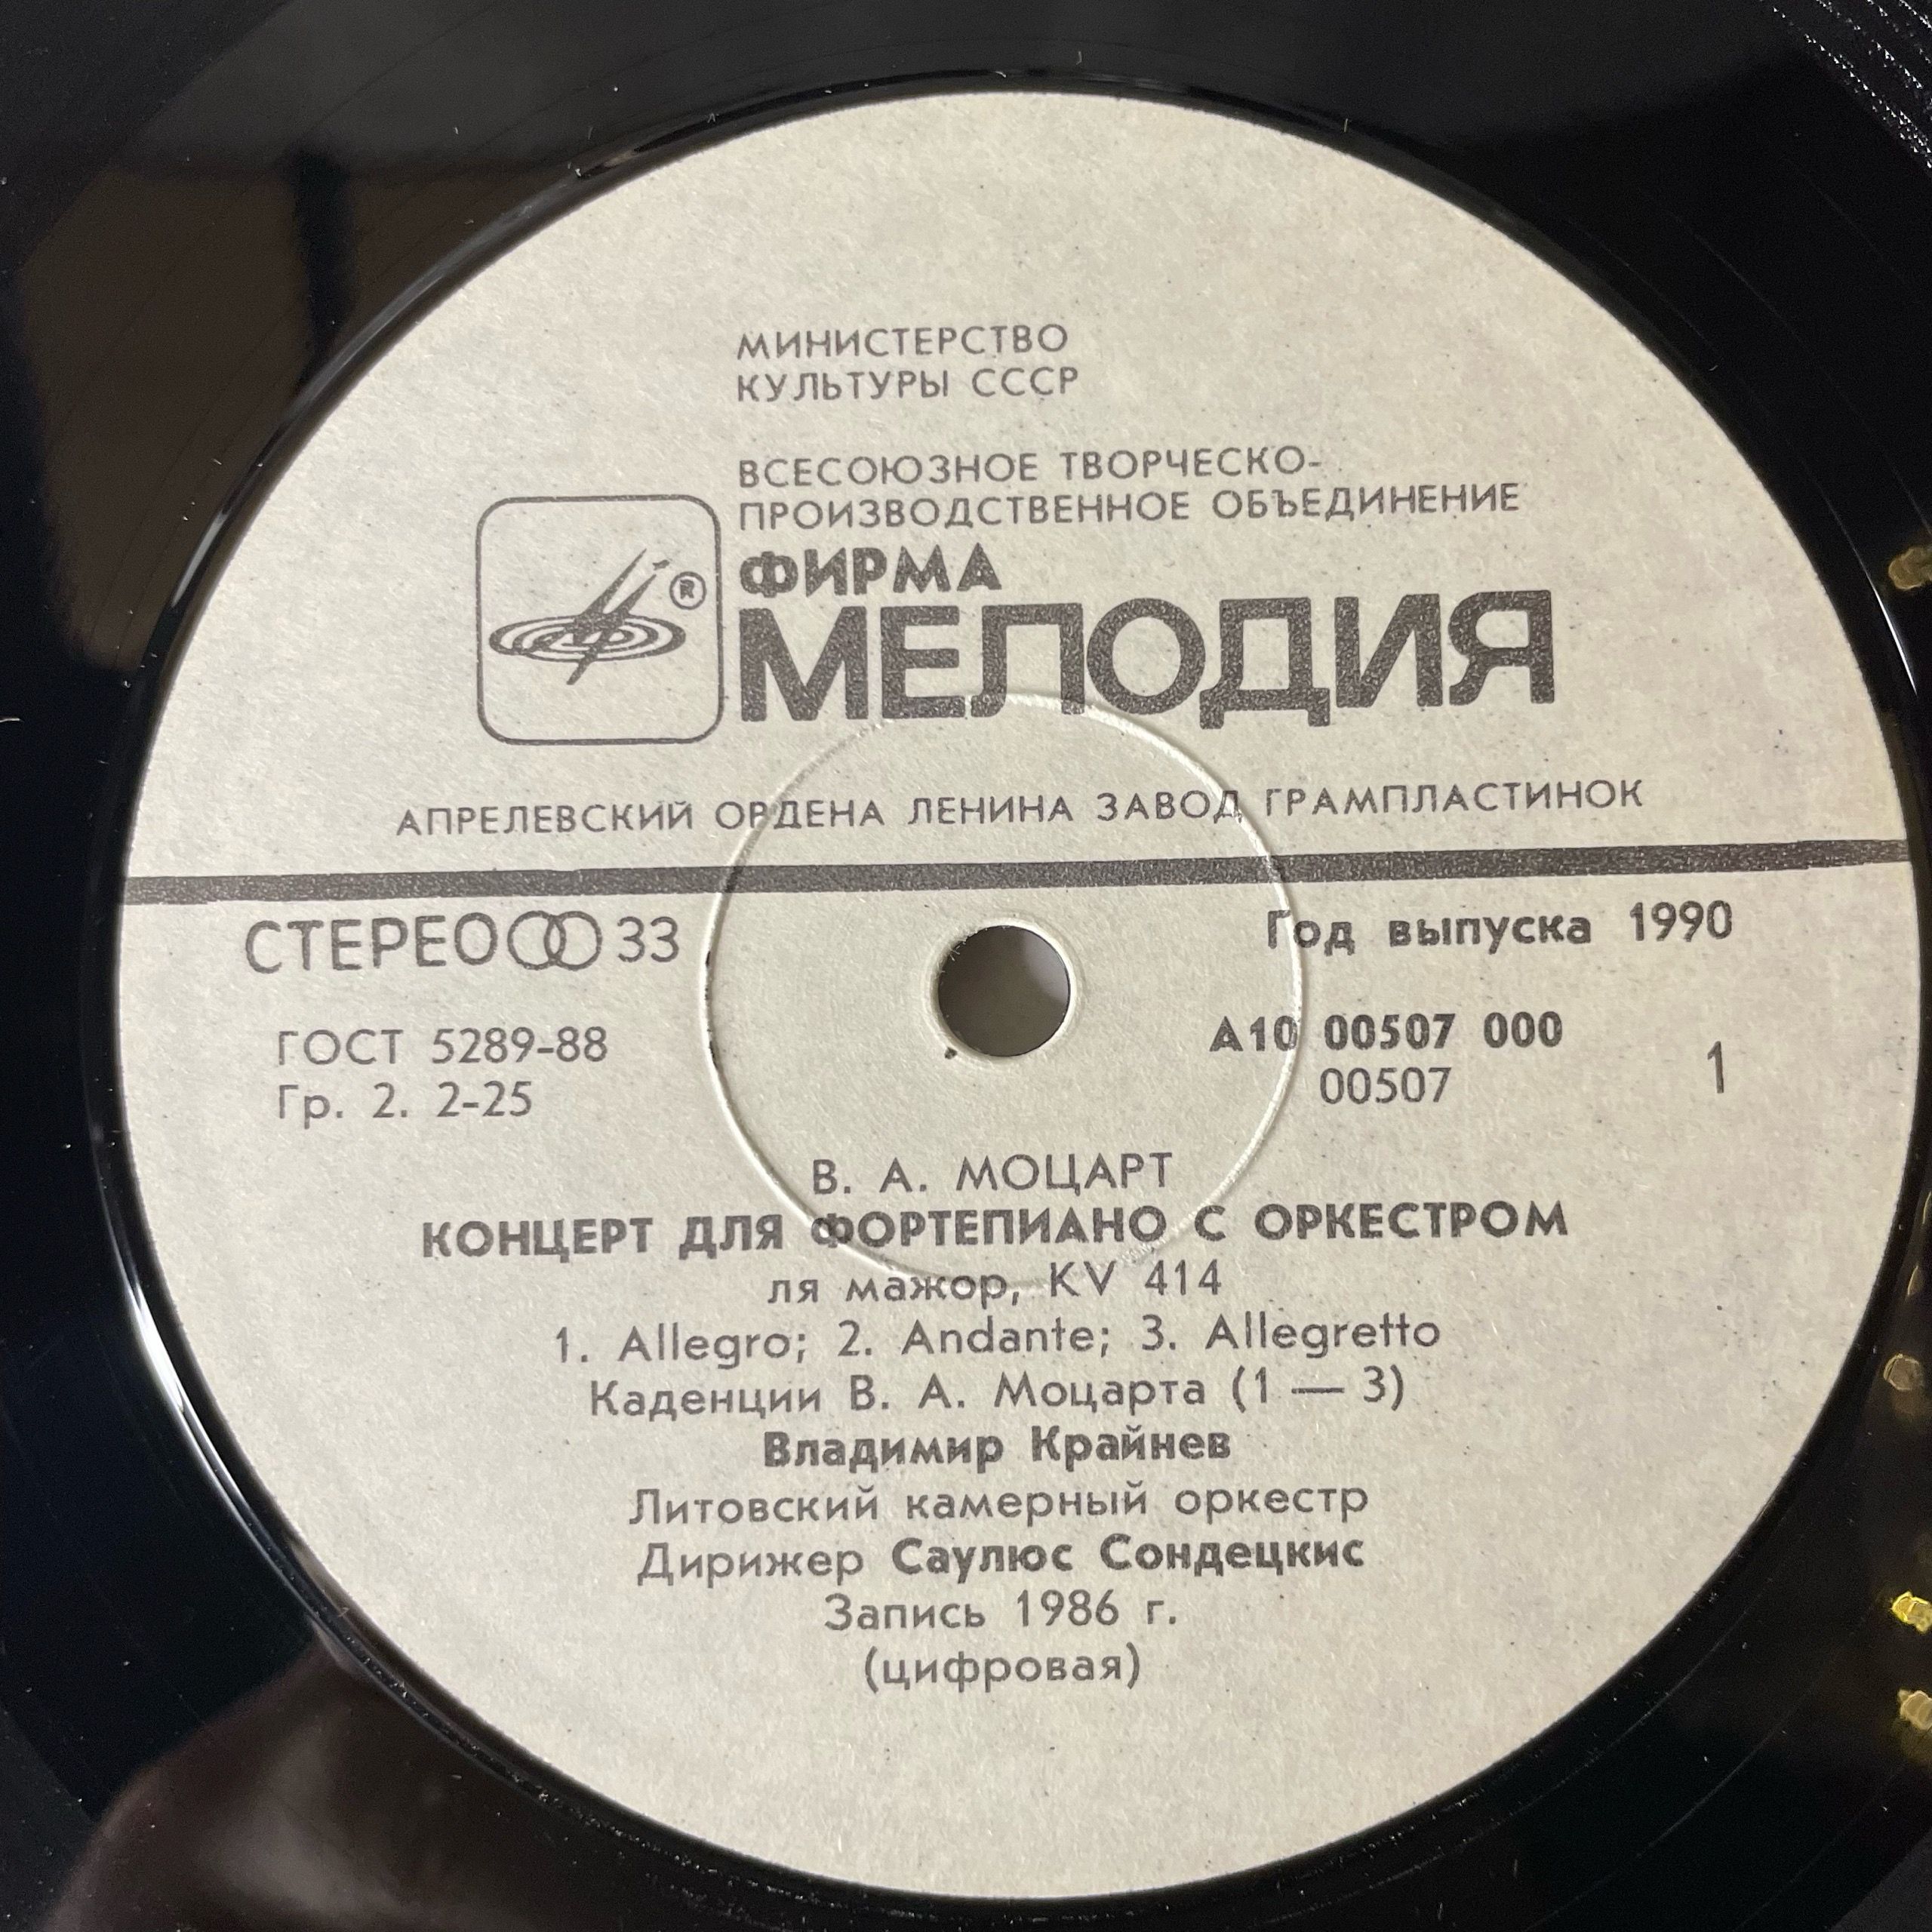 МИНИСТЕРСТВО
КУЛЬТУРЫ СССР
ВСЕСОЮЗНОЕ ТВОРЧЕСКО-
ПРОИЗВОДСТВЕННОЕ ОБЪЕДИНЕНИЕ
®
ФИРМА
МЕЛОДИЯ
АПРЕЛЕВСКИЙ ОРДЕНА ЛЕНИНА ЗАВОД ГРАМПЛАСТИНОК
СТЕРЕО 33
Год выпуска 1990
ГОСТ 5289-88
Гр. 2. 2-25
А10 00507 000
00507
1
В. А. МОЦАРТ
КОНЦЕРТ ДЛЯ ФОРТЕПИАНО С ОРКЕСТРОМ
ля мажор, KV 414
1. Allegro; 2. Andante; 3. Allegretto
Каденции В. А. Моцарта (1 — 3)
Владимир Крайнев
Литовский камерный оркестр
Дирижер Саулюс Сондецкис
Запись 1986 г.
(цифровая)